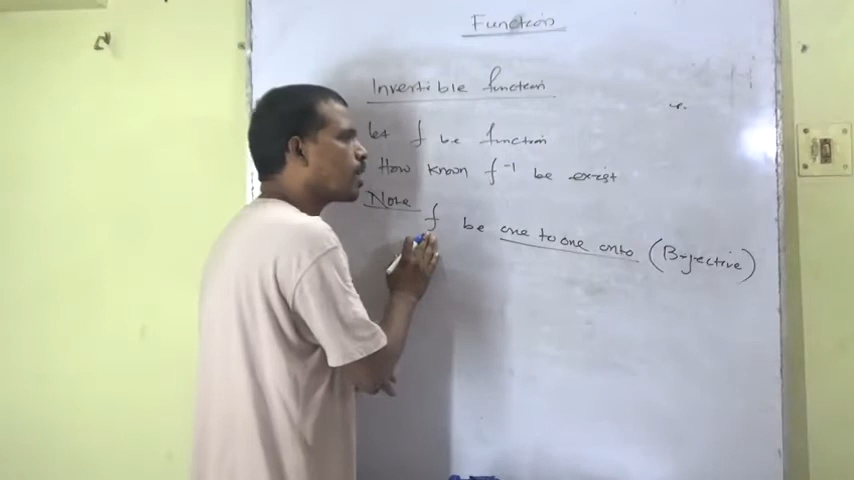 Function
Invertible function
let f be function
How known f⁻¹ be exist
Note
f be one to one onto (Bijective)